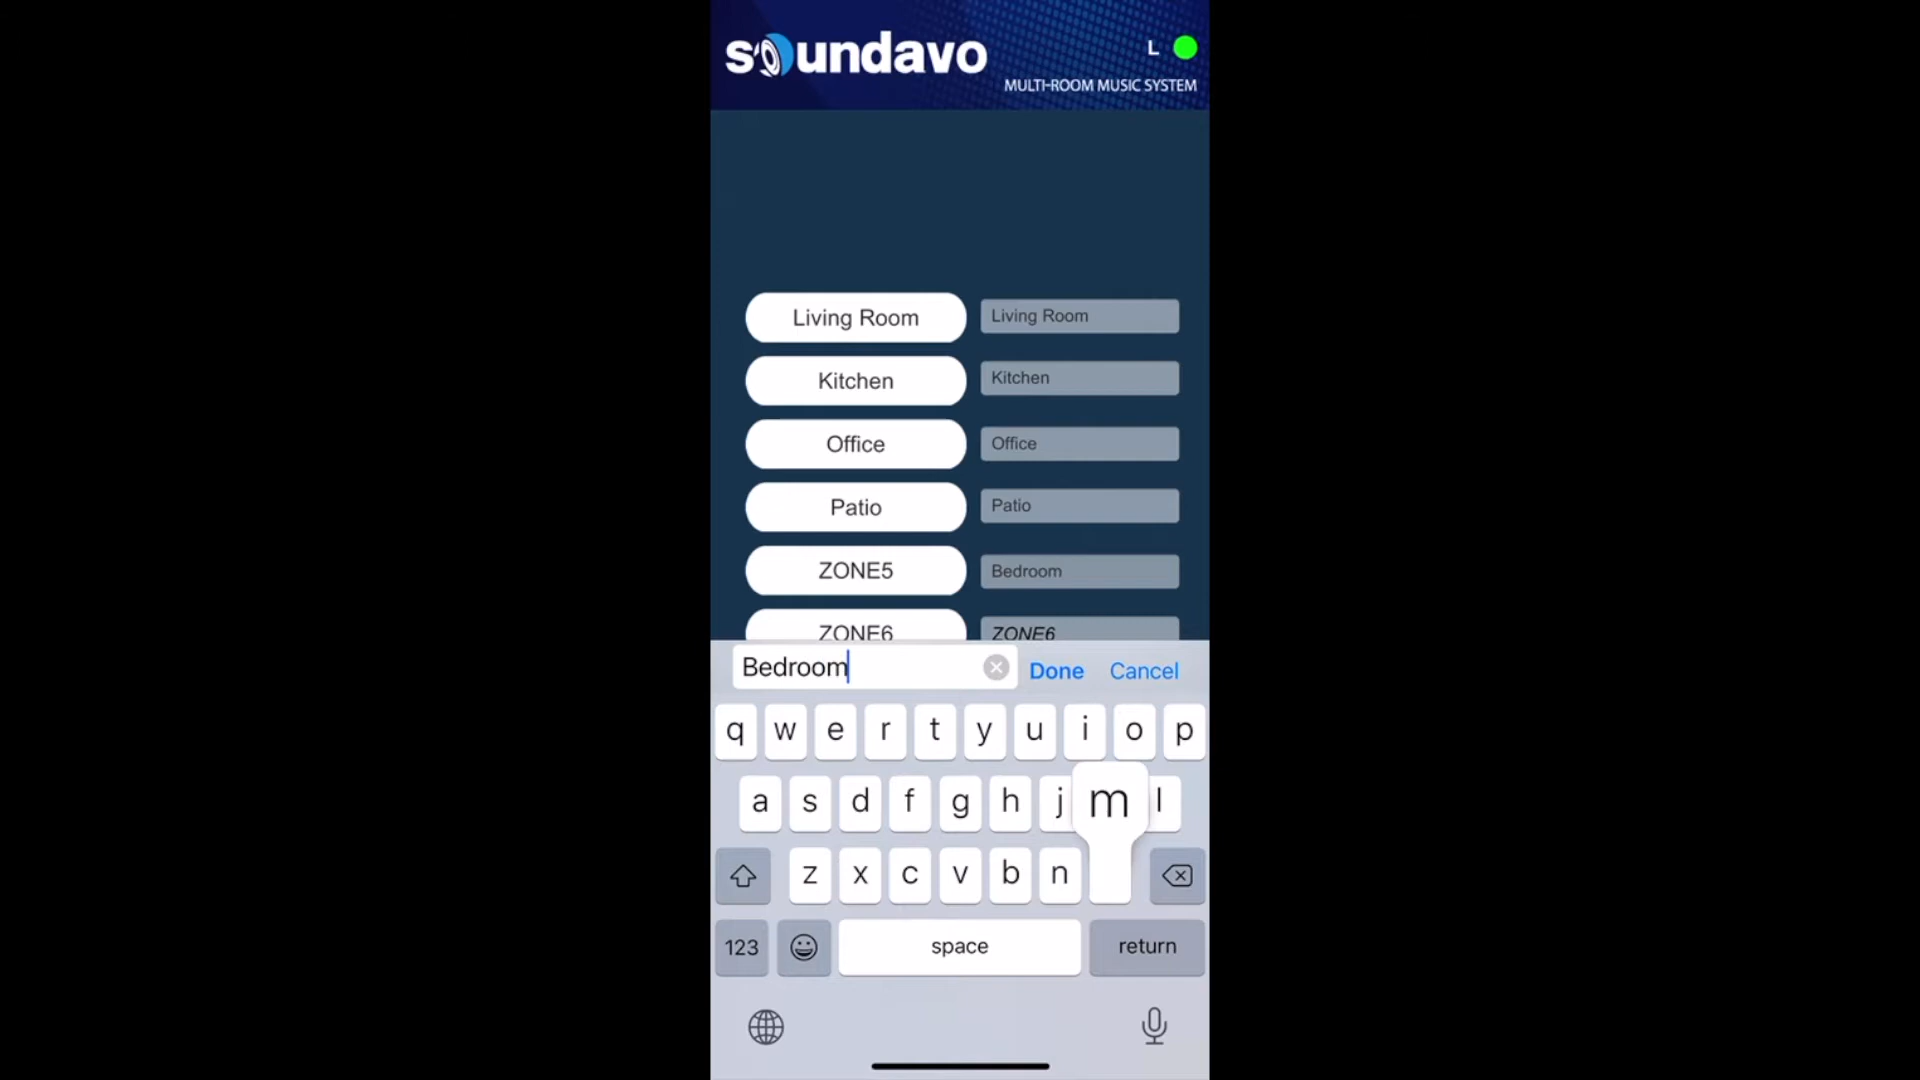 soundavo
L
MULTI-ROOM MUSIC SYSTEM
Living Room Living Room
Kitchen Kitchen
Office Office
Patio Patio
ZONE5 Bedroom
ZONE6 ZONE6
Bedroom Done Cancel
q w e r t y u i o p
a s d f g h j m l
z x c v b n
123 space return